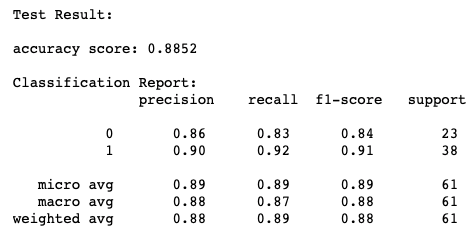 Test Result:
accuracy score: 0.8852
Classification Report:
precision recall f1-score support
0 0.86 0.83 0.84 23
1 0.90 0.92 0.91 38
micro avg 0.89 0.89 0.89 61
macro avg 0.88 0.87 0.88 61
weighted avg 0.88 0.89 0.88 61